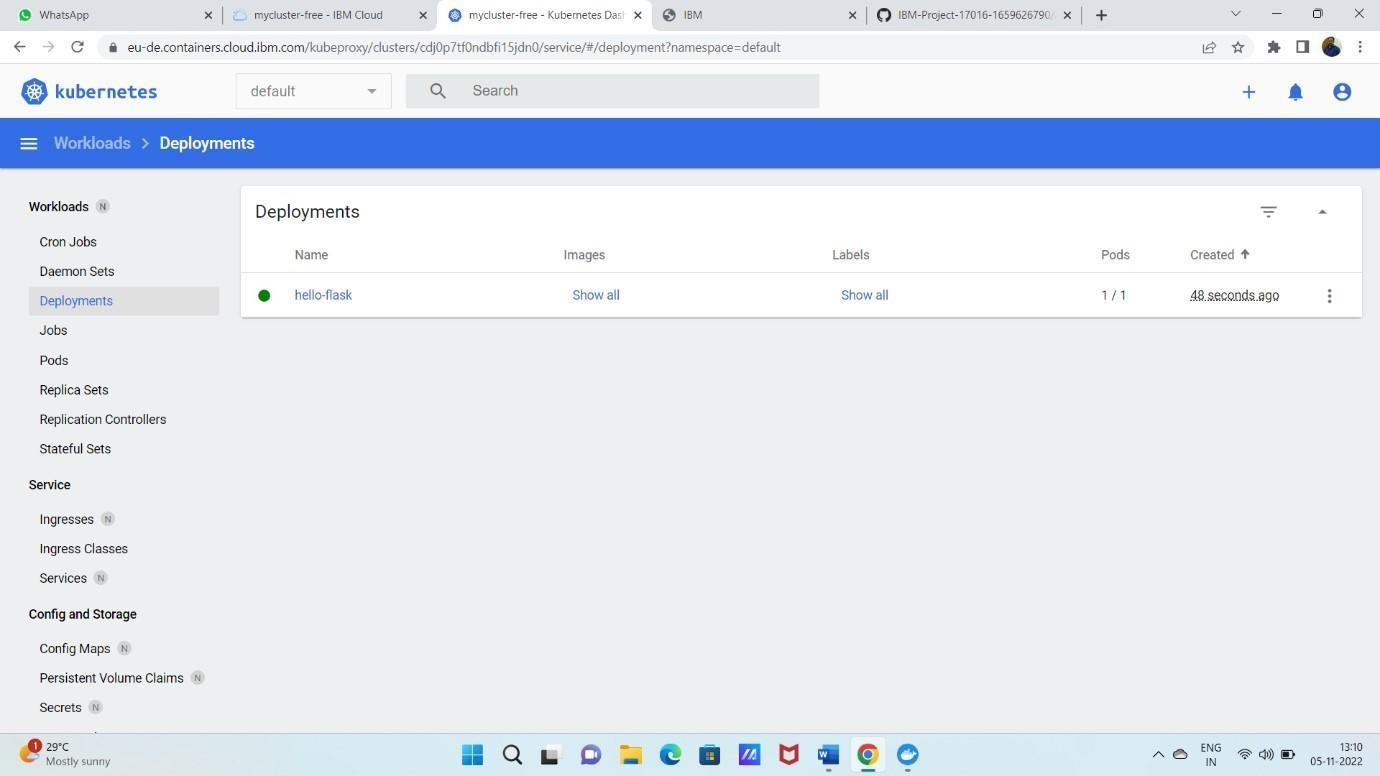 WhatsApp
mycluster-free - IBM Cloud
mycluster-free - Kubernetes Dash
IBM
IBM-Project-17016-1659626790/
eu-de.containers.cloud.ibm.com/kubeproxy/clusters/cdj0p7tf0ndbfi15jdn0/service/#/deployment?namespace=default
kubernetes
default
Search
Workloads > Deployments
Workloads N
Cron Jobs
Daemon Sets
Deployments
Jobs
Pods
Replica Sets
Replication Controllers
Stateful Sets
Service
Ingresses N
Ingress Classes
Services N
Config and Storage
Config Maps N
Persistent Volume Claims N
Secrets N
Deployments
Name Images Labels Pods Created
hello-flask Show all Show all 1 / 1 48 seconds ago
1
29°C
Mostly sunny
W
ENG
IN
13:10
05-11-2022